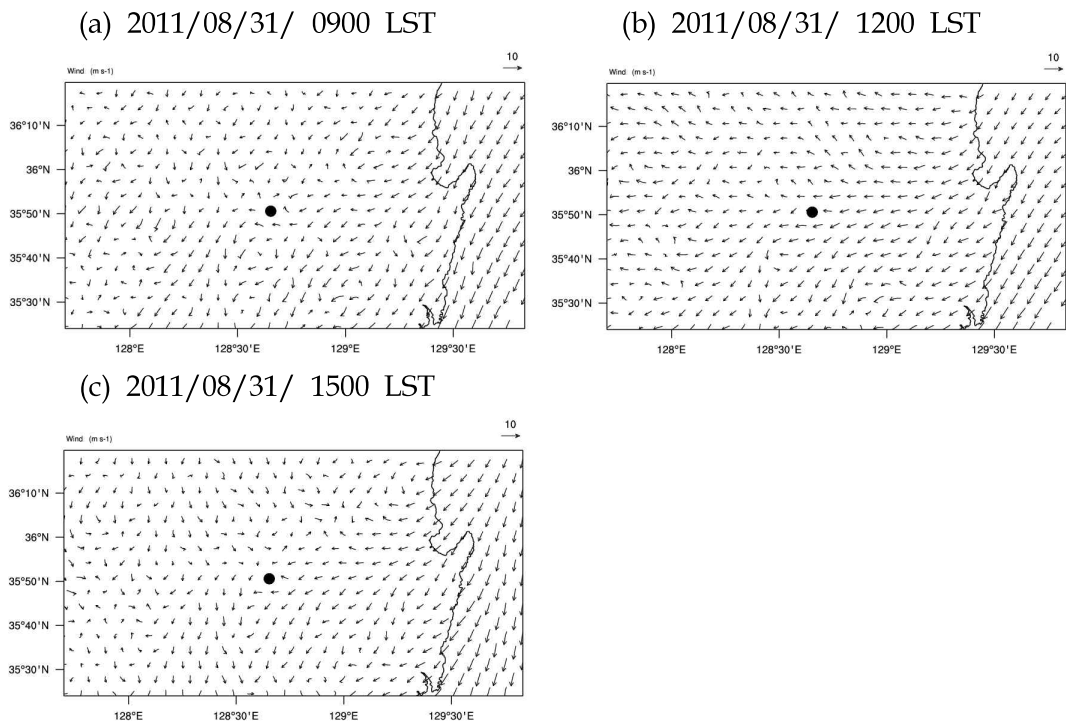 (a) 2011/08/31/ 0900 LST
Wind (m s-1)
10
36°10'N
36°N
35°50'N
35°40'N
35°30'N
128°E
128°30'E
129°E
129°30'E
(b) 2011/08/31/ 1200 LST
Wind (m s-1)
10
36°10'N
36°N
35°50'N
35°40'N
35°30'N
128°E
128°30'E
129°E
129°30'E
(c) 2011/08/31/ 1500 LST
Wind (m s-1)
10
36°10'N
36°N
35°50'N
35°40'N
35°30'N
128°E
128°30'E
129°E
129°30'E